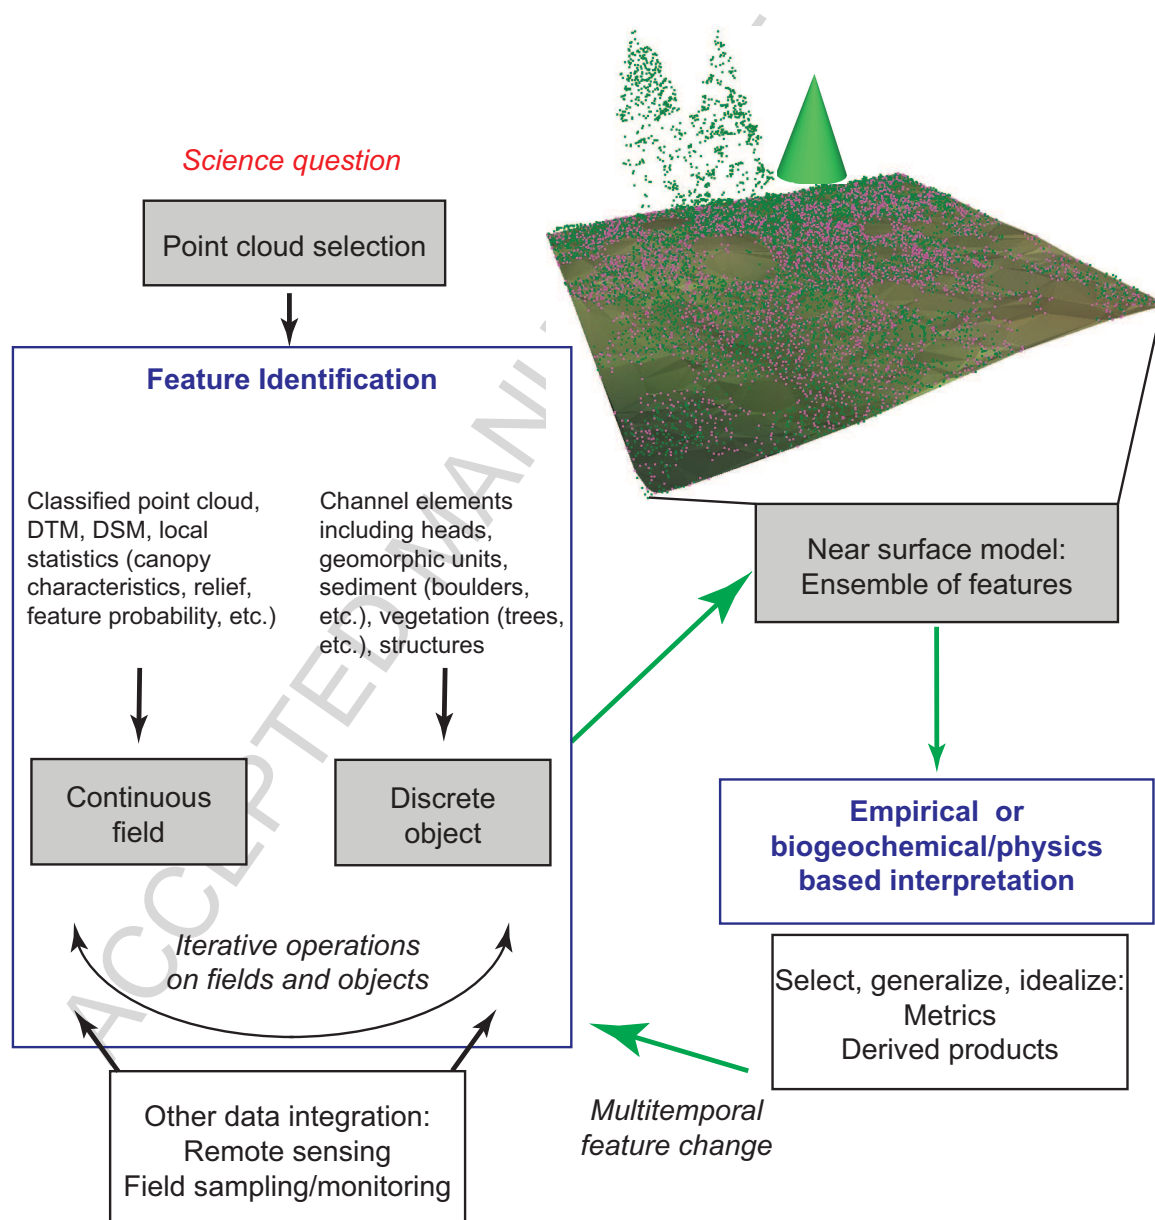 Science question
Point cloud selection
Feature Identification
Classified point cloud,
DTM, DSM, local
statistics (canopy
characteristics, relief,
feature probability, etc.)
Channel elements
including heads,
geomorphic units,
sediment (boulders,
etc.), vegetation (trees,
etc.), structures
Continuous
field
Discrete
object
Iterative operations
on fields and objects
Other data integration:
Remote sensing
Field sampling/monitoring
Near surface model:
Ensemble of features
Empirical or
biogeochemical/physics
based interpretation
Select, generalize, idealize:
Metrics
Derived products
Multitemporal
feature change
ACCEPTED